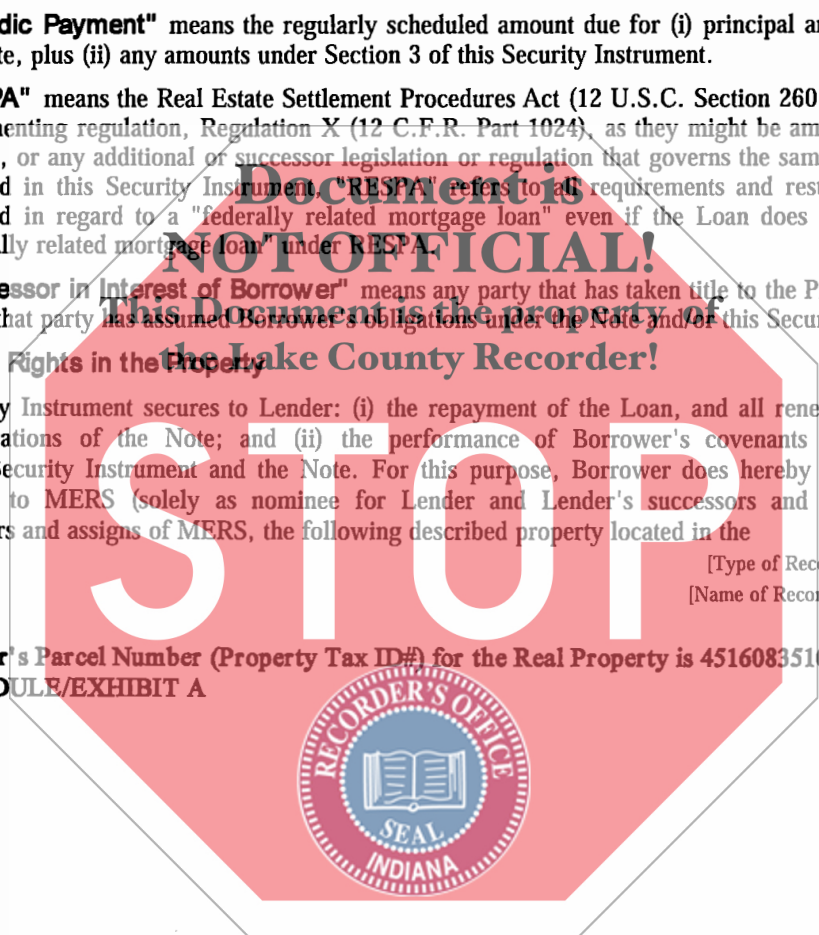 dic Payment" means the regularly scheduled amount due for (i) principal a
te, plus (ii) any amounts under Section 3 of this Security Instrument.
PA" means the Real Estate Settlement Procedures Act (12 U.S.C. Section 260
enting regulation, Regulation X (12 C.F.R. Part 1024), as they might be am
, or any additional or successor legislation or regulation that governs the sam
Document is
d in this Security Instrument, "RESPA" refers to all requirements and rest
d in regard to a "federally related mortgage loan" even if the Loan does
NOT OFFICIAL!
lly related mortgage loan" under RESPA.
essor in Interest of Borrower" means any party that has taken title to the P
This Document is the property of
hat party has assumed Borrower's obligations under the Note and/or this Secur
the Lake County Recorder!
Rights in the Property
y Instrument secures to Lender: (i) the repayment of the Loan, and all rene
ations of the Note; and (ii) the performance of Borrower's covenants
ecurity Instrument and the Note. For this purpose, Borrower does hereby
to MERS (solely as nominee for Lender and Lender's successors and
rs and assigns of MERS, the following described property located in the
STOP
[Type of Reco
[Name of Recor
r's Parcel Number (Property Tax ID#) for the Real Property is 4516083510
DULE/EXHIBIT A
RECORDER'S OFFICE
SEAL
INDIANA